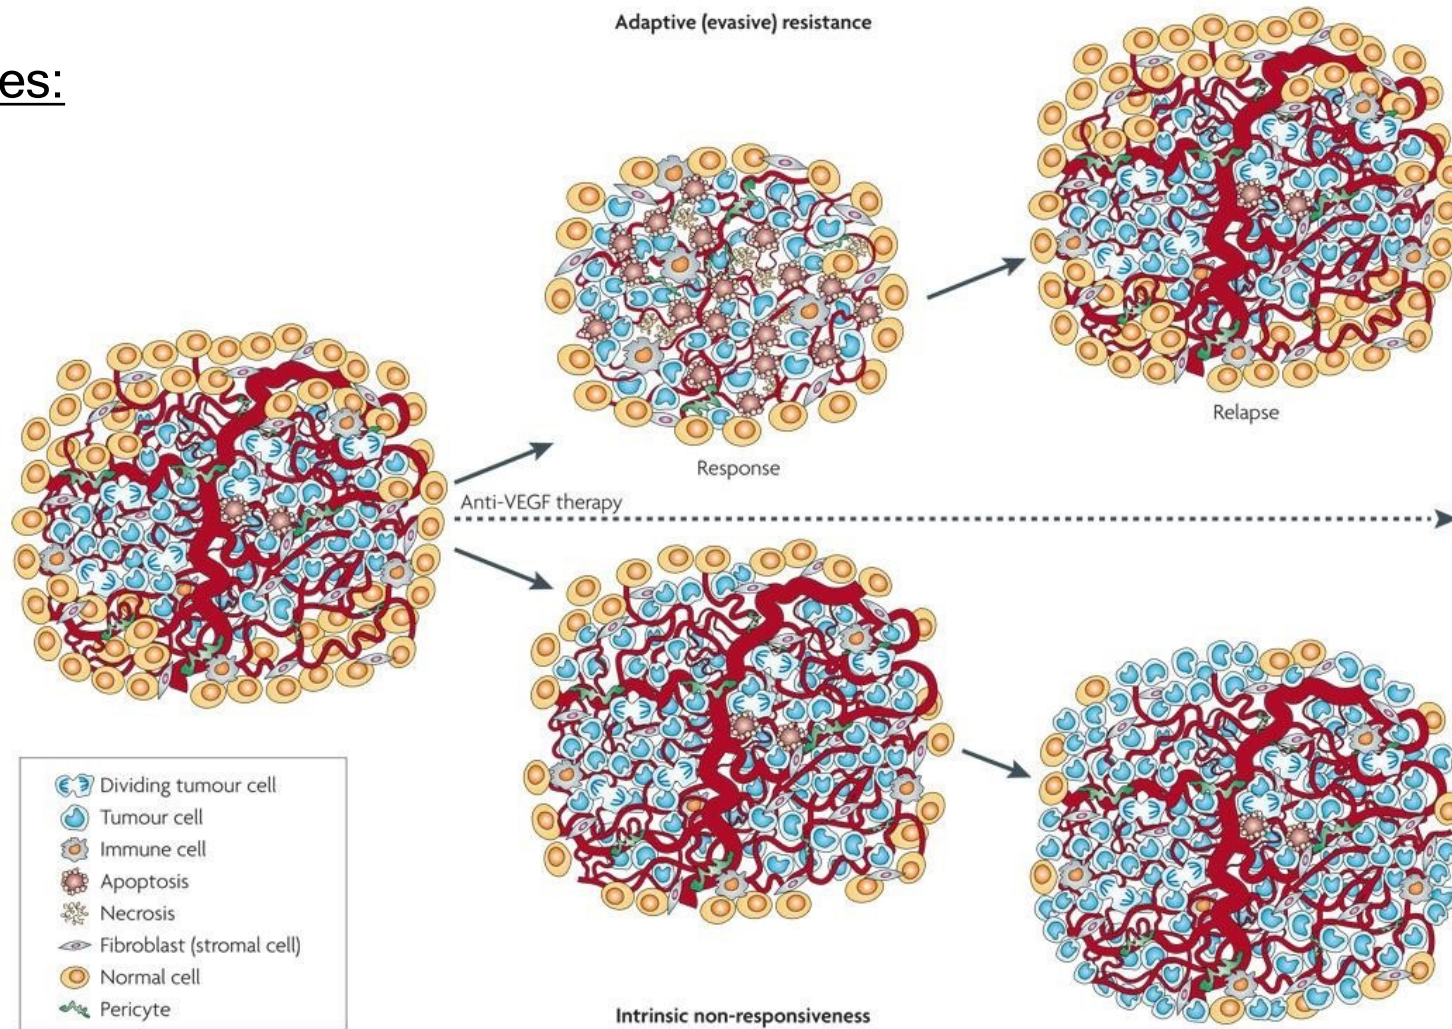 Adaptive (evasive) resistance
es:
Relapse
Response
Anti-VEGF therapy
Dividing tumour cell
Tumour cell
Immune cell
Apoptosis
Necrosis
Fibroblast (stromal cell)
Normal cell
Pericyte
Intrinsic non-responsiveness